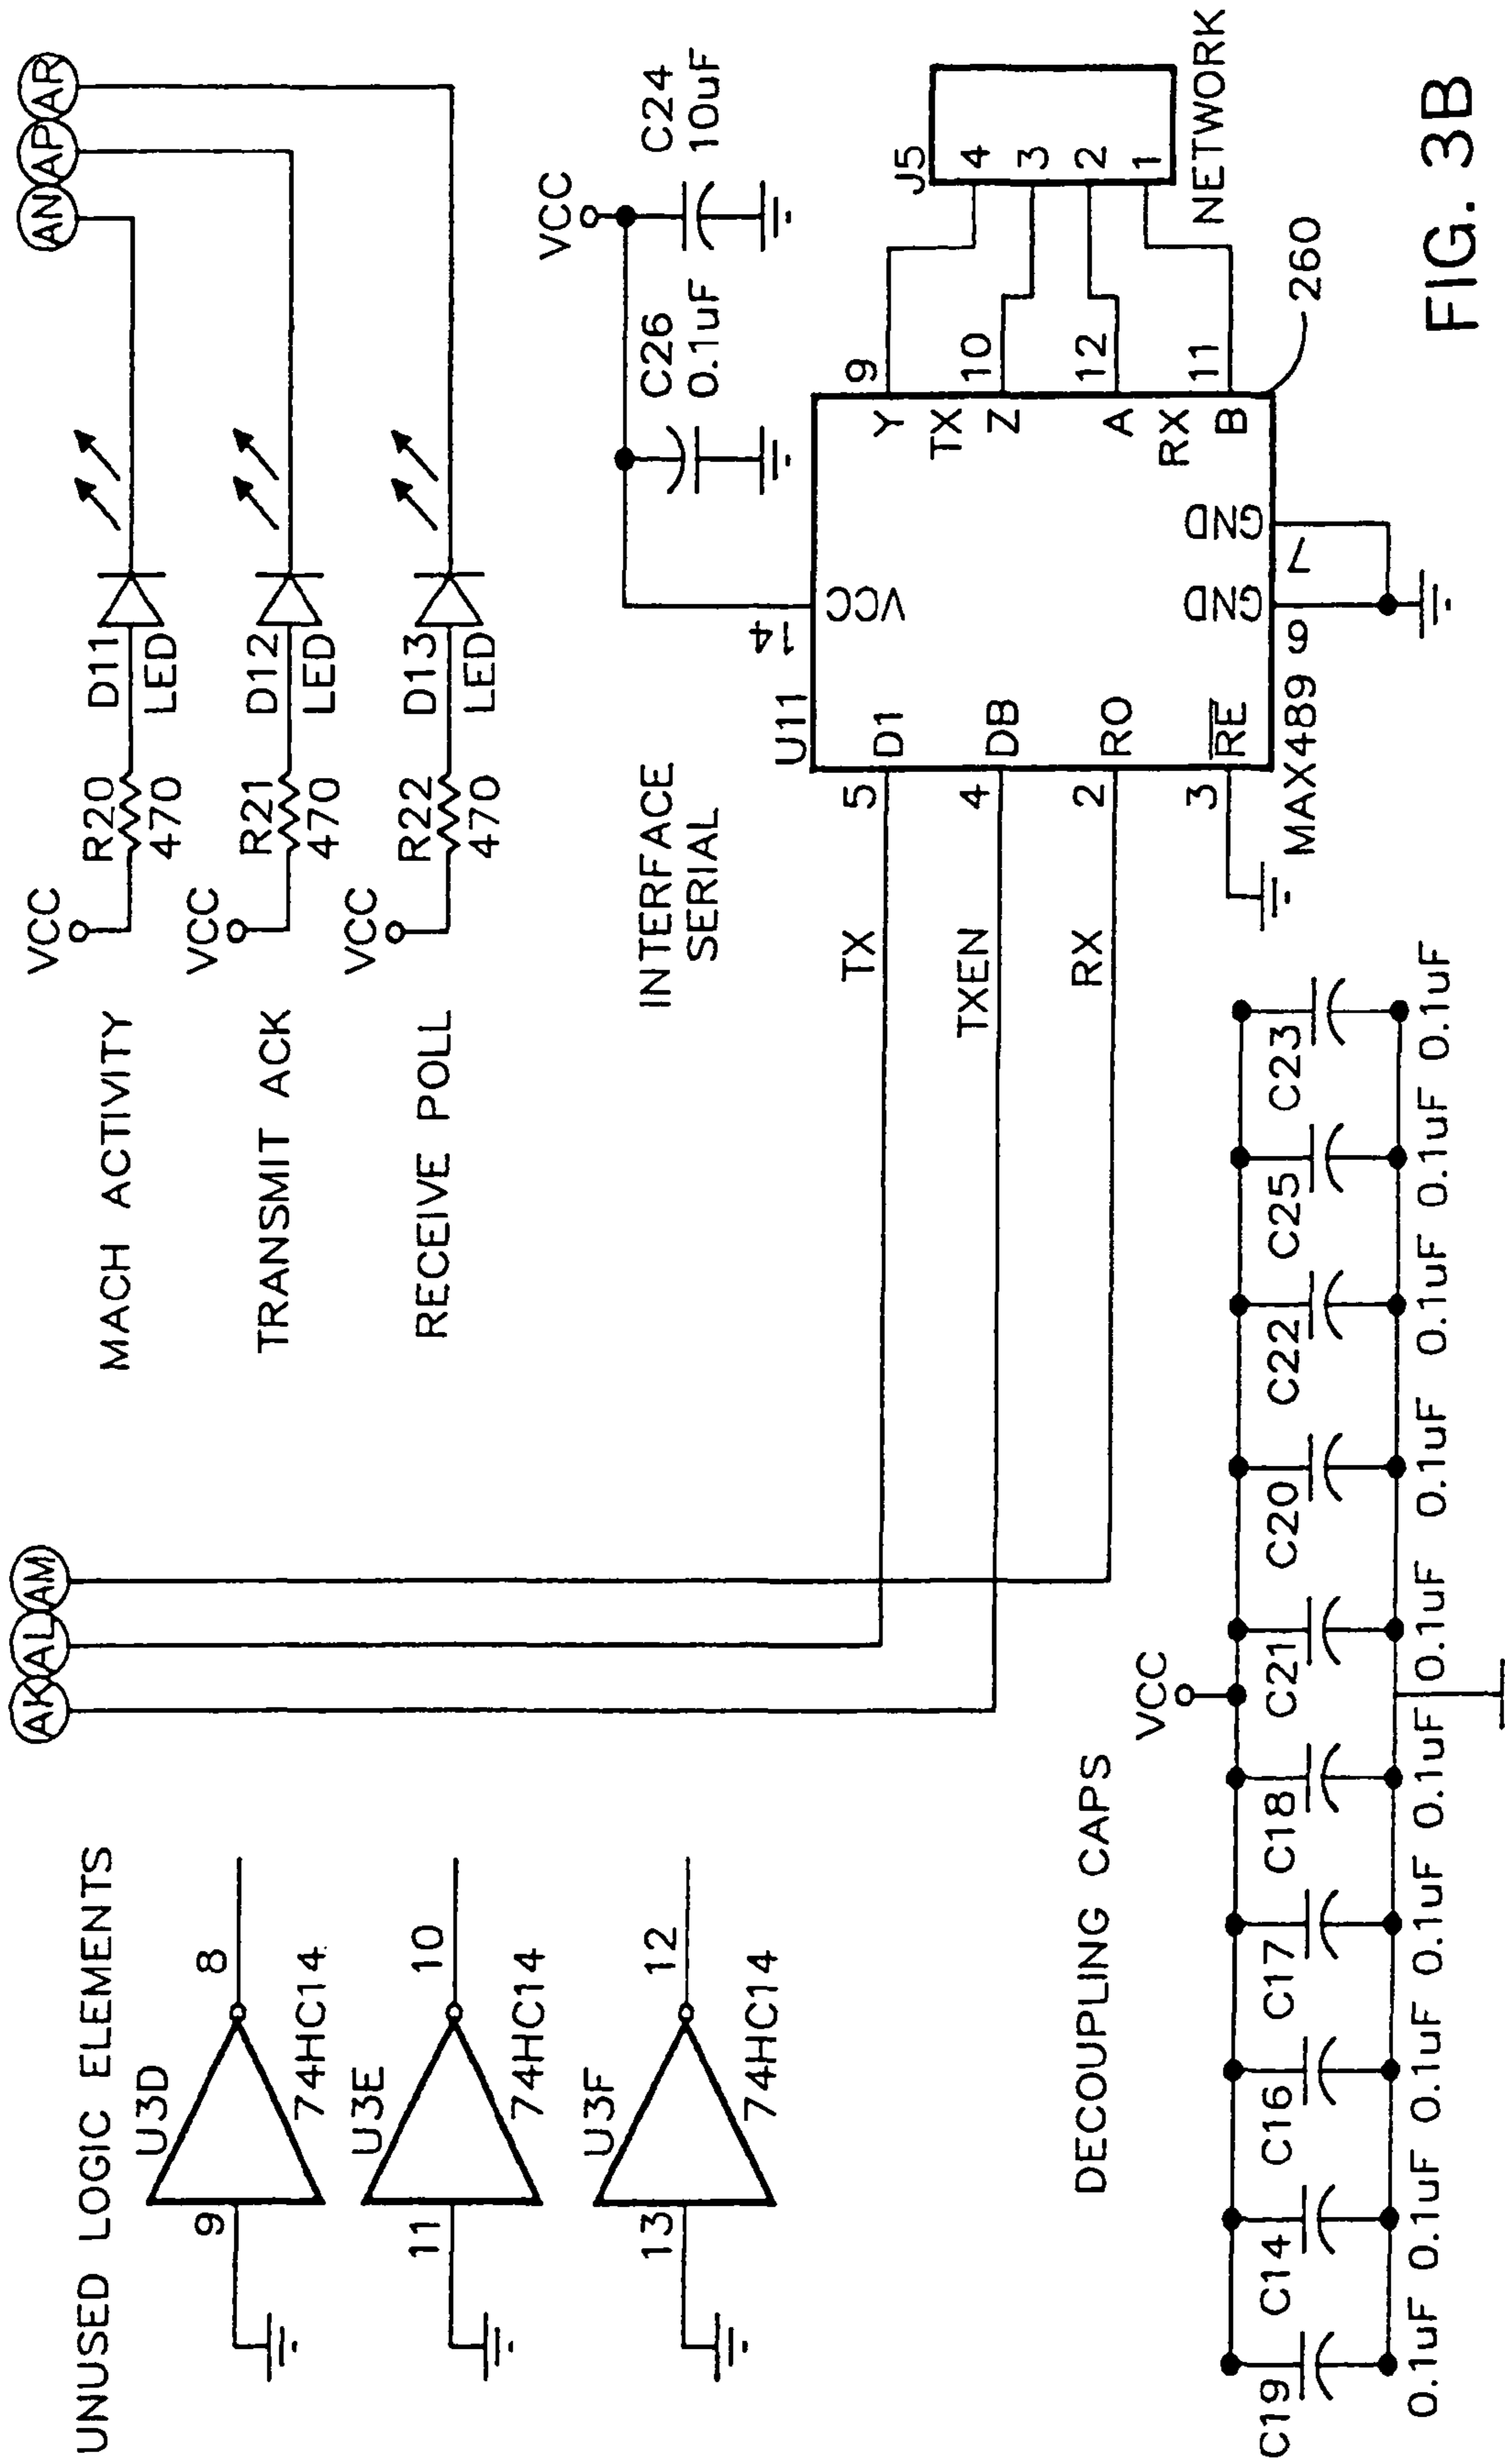 UNUSED LOGIC ELEMENTS
U3D
9
8
74HC14
U3E
11
10
74HC14
U3F
13
12
74HC14
AK
AL
AM
AN
AP
AR
MACH ACTIVITY
VCC
R20
470
D11
LED
TRANSMIT ACK
VCC
R21
470
D12
LED
RECEIVE POLL
VCC
R22
470
D13
LED
INTERFACE
SERIAL
VCC
C26
0.1uF
C24
10uF
TX
TXEN
RX
U11
14
VCC
5
D1
4
DB
2
RO
3
RE
Y
9
TX
Z
10
A
12
RX
B
11
GND
GND
6
7
MAX489
260
J5
4
3
2
1
NETWORK
DECOUPLING CAPS
VCC
C19
C14
C16
C17
C18
C21
C20
C22
C25
C23
0.1uF 0.1uF 0.1uF 0.1uF 0.1uF 0.1uF 0.1uF 0.1uF 0.1uF 0.1uF
FIG. 3B